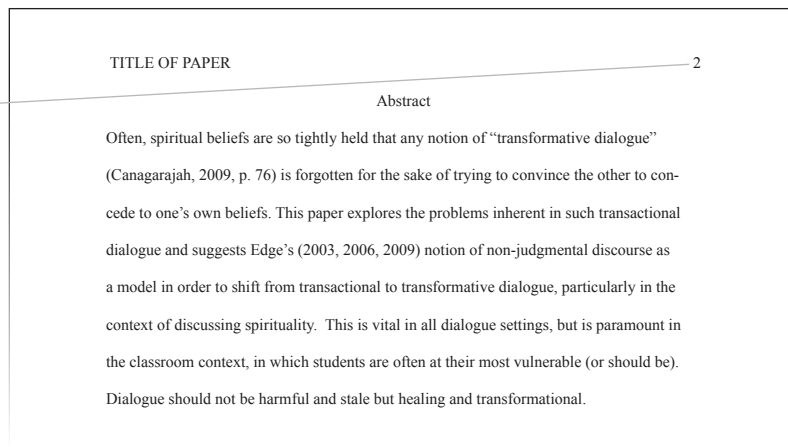 TITLE OF PAPER 2
Abstract
Often, spiritual beliefs are so tightly held that any notion of “transformative dialogue”
(Canagarajah, 2009, p. 76) is forgotten for the sake of trying to convince the other to con-
cede to one’s own beliefs. This paper explores the problems inherent in such transactional
dialogue and suggests Edge’s (2003, 2006, 2009) notion of non-judgmental discourse as
a model in order to shift from transactional to transformative dialogue, particularly in the
context of discussing spirituality.  This is vital in all dialogue settings, but is paramount in
the classroom context, in which students are often at their most vulnerable (or should be).
Dialogue should not be harmful and stale but healing and transformational.